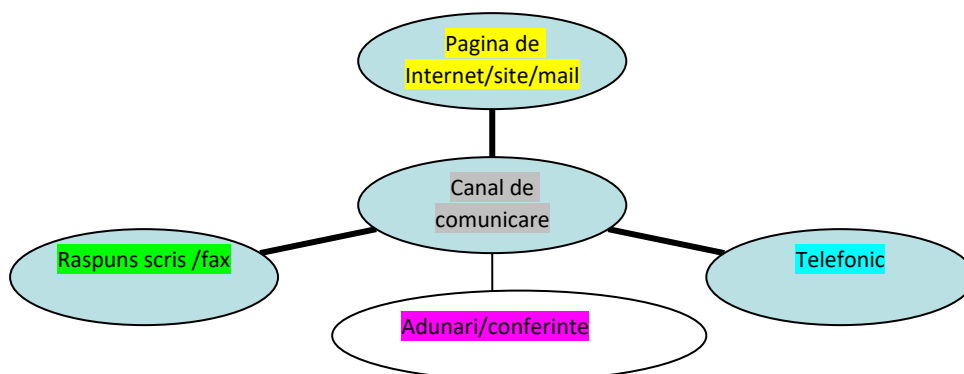 Pagina de
Internet/site/mail
Canal de
comunicare
Raspuns scris /fax
Telefonic
Adunari/conferinte